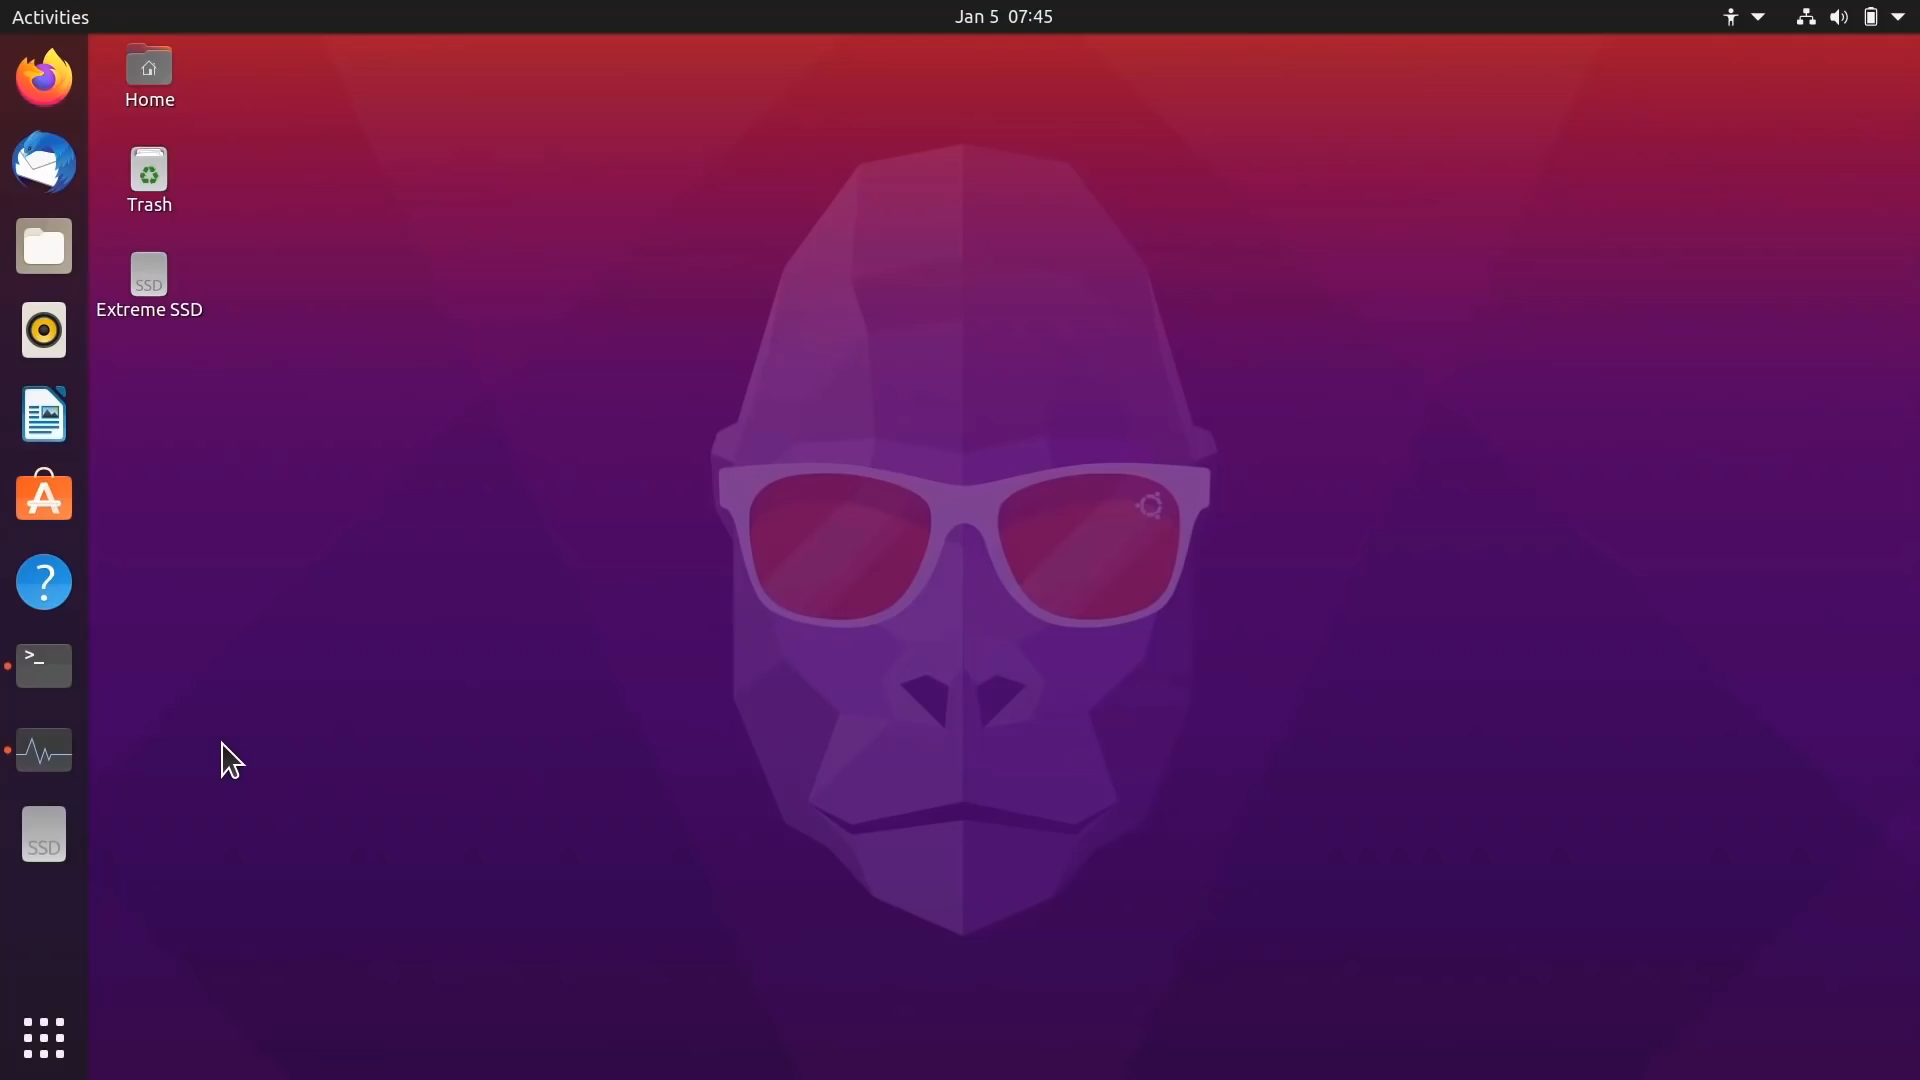 Activities
Jan 5 07:45
Home
Trash
SSD
Extreme SSD
>_
SSD